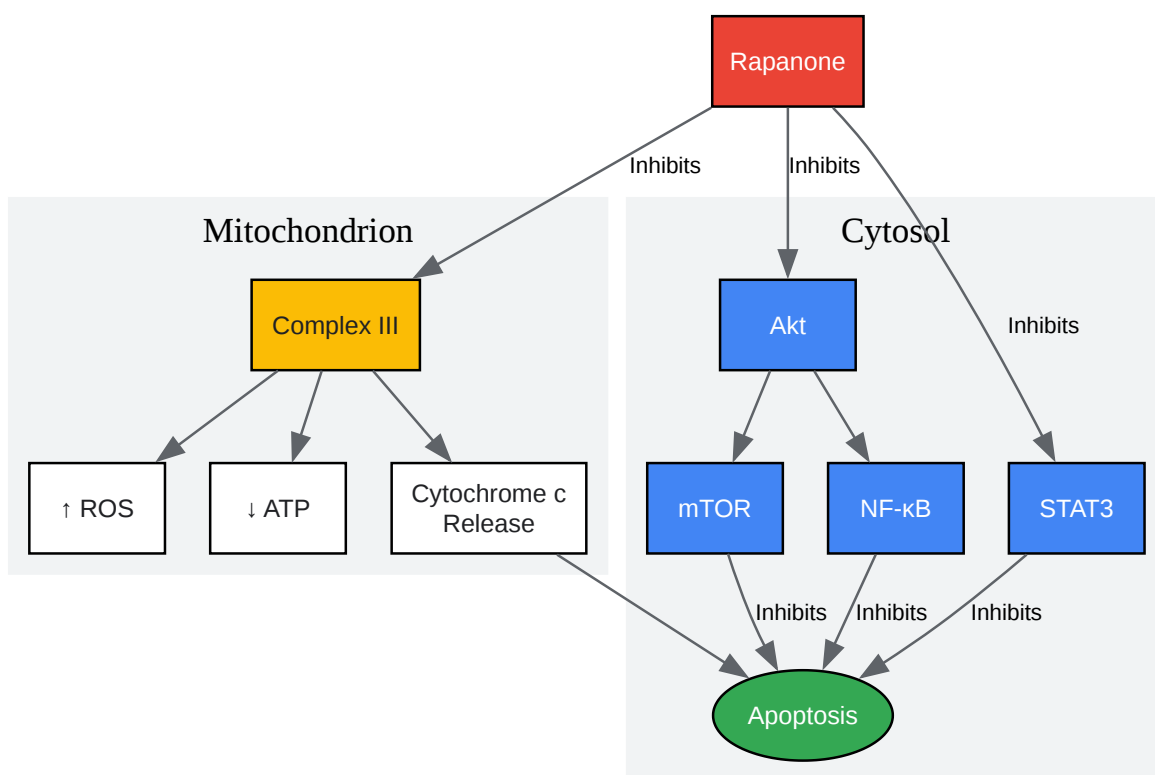 Rapanone
Inhibits
Inhibits
Mitochondrion
Cytosol
Complex III
Akt
Inhibits
↑ ROS
↓ ATP
Cytochrome c
Release
mTOR
NF-κB
STAT3
Inhibits
Inhibits
Inhibits
Apoptosis